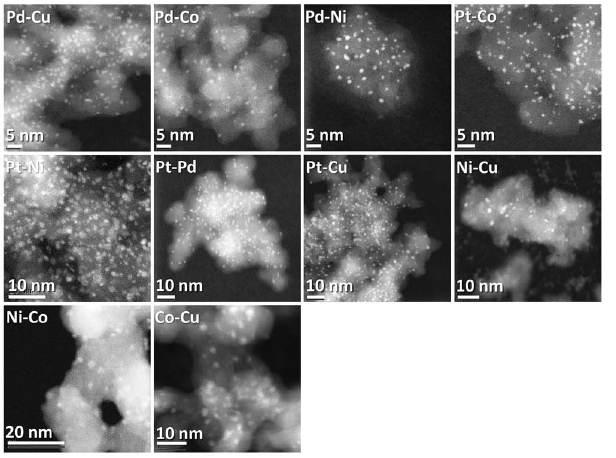 Pd-Cu
Pd-Co
Pd-Ni
Pt-Co
5 nm
5 nm
5 nm
5 nm
Pt-Ni
Pt-Pd
Pt-Cu
Ni-Cu
10 nm
10 nm
10 nm
10 nm
Ni-Co
Co-Cu
20 nm
10 nm